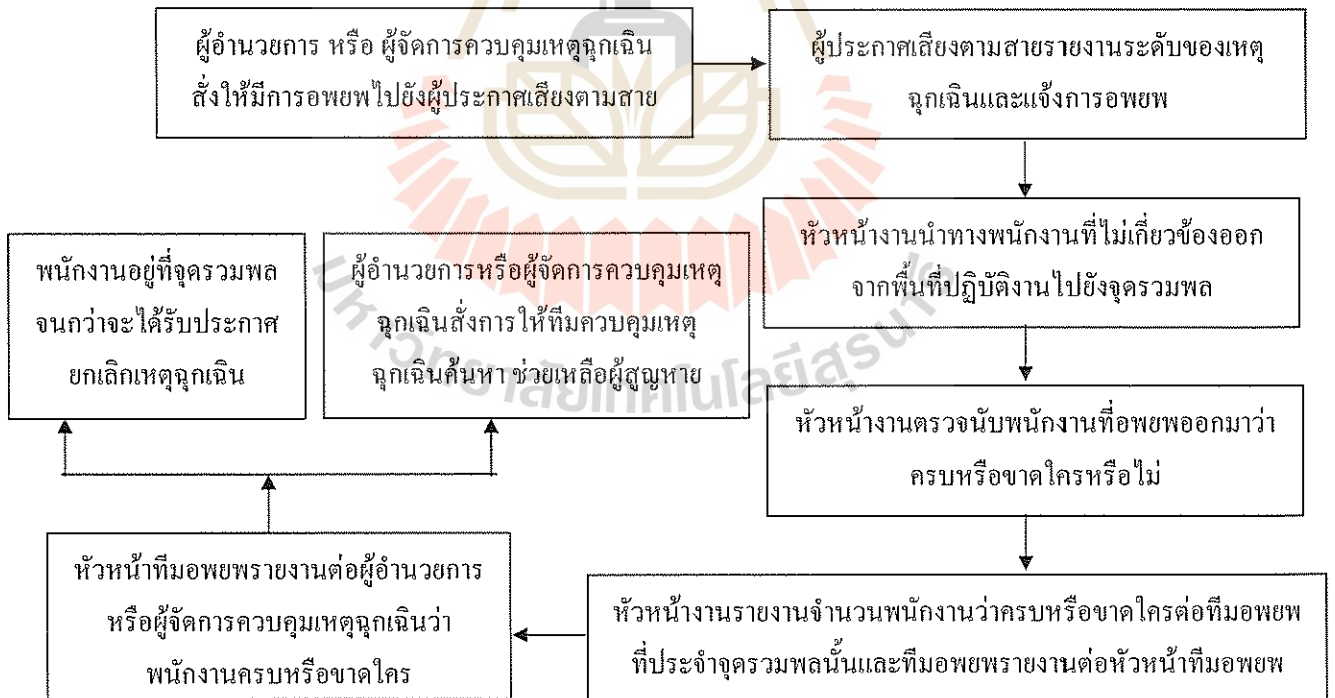 ผู้อำนวยการ หรือ ผู้จัดการควบคุมเหตุฉุกเฉิน
สั่งให้มีการอพยพไปยังผู้ประกาศเสียงตามสาย
ผู้ประกาศเสียงตามสายรายงานระดับของเหตุ
ฉุกเฉินและแจ้งการอพยพ
หัวหน้างานนำทางพนักงานที่ไม่เกี่ยวข้องออก
จากพื้นที่ปฏิบัติงานไปยังจุดรวมพล
หัวหน้างานตรวจนับพนักงานที่อพยพออกมาว่า
ครบหรือขาดใครหรือไม่
หัวหน้างานรายงานจำนวนพนักงานว่าครบหรือขาดใครต่อทีมอพยพ
ที่ประจำจุดรวมพลนั้นและทีมอพยพรายงานต่อหัวหน้าทีมอพยพ
หัวหน้าทีมอพยพรายงานต่อผู้อำนวยการ
หรือผู้จัดการควบคุมเหตุฉุกเฉินว่า
พนักงานครบหรือขาดใคร
พนักงานอยู่ที่จุดรวมพล
จนกว่าจะได้รับประกาศ
ยกเลิกเหตุฉุกเฉิน
ผู้อำนวยการหรือผู้จัดการควบคุมเหตุ
ฉุกเฉินสั่งการให้ทีมควบคุมเหตุ
ฉุกเฉินค้นหา ช่วยเหลือผู้สูญหาย
มหาวิทยาลัยเทคโนโลยีสุรนารี